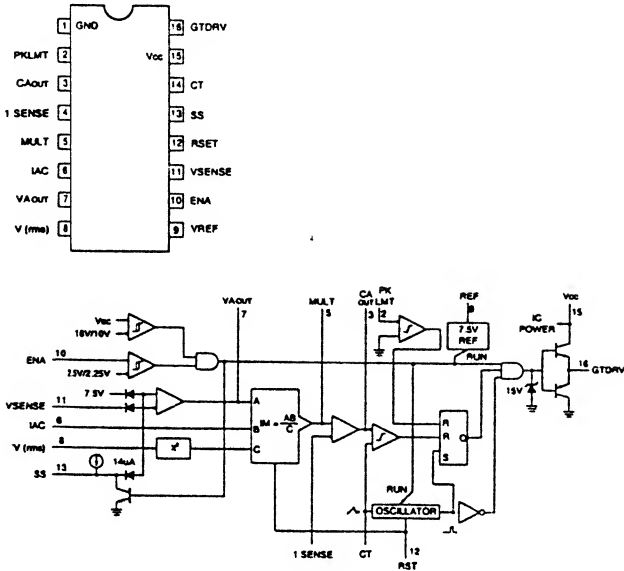 1 GND 16 GTDRV
PKLMT 2 Vcc 15
CAOUT 3 14 CT
1 SENSE 4 13 SS
MULT 5 12 RSET
IAC 6 11 VSENSE
VAOUT 7 10 ENA
V (rms) 8 9 VREF
VAOUT
7
MULT
5
CA
OUT
3
PK
LMT
2
REF
9
Vcc
15
Vcc
16V/10V
ENA 10
2.5V/2.25V
7.5V
REF
RUN
IC
POWER
16
GTDRV
15V
7.5V
VSENSE 11
IAC 6
V (rms) 8
X²
SS 13
14uA
A
B
C
IM = AB/C
R
R
S
RUN
OSCILLATOR
1 SENSE
CT
12
RST